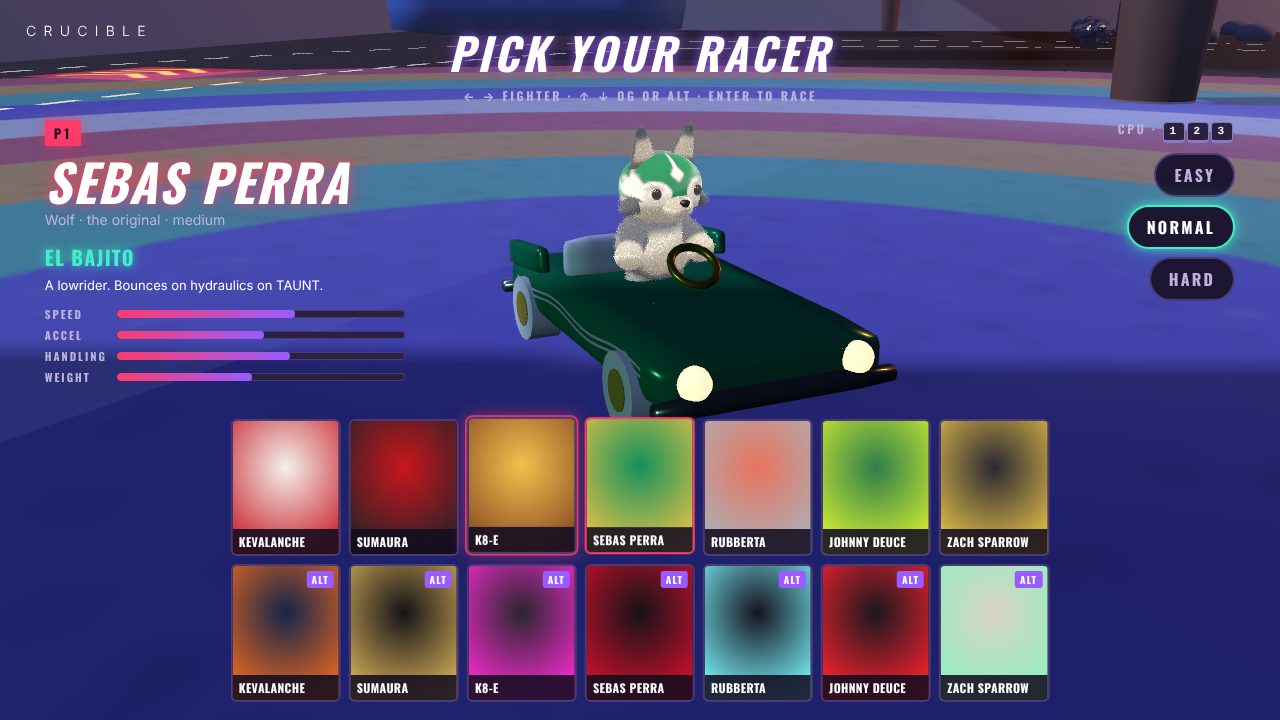 CRUCIBLE
PICK YOUR RACER
← → FIGHTER · ↑ ↓ OG OR ALT · ENTER TO RACE
P1
SEBAS PERRA
Wolf · the original · medium
EL BAJITO
A lowrider. Bounces on hydraulics on TAUNT.
SPEED
ACCEL
HANDLING
WEIGHT
CPU · 1 2 3
EASY
NORMAL
HARD
KEVALANCHE
SUMAURA
K8-E
SEBAS PERRA
RUBBERTA
JOHNNY DEUCE
ZACH SPARROW
ALT
KEVALANCHE
ALT
SUMAURA
ALT
K8-E
ALT
SEBAS PERRA
ALT
RUBBERTA
ALT
JOHNNY DEUCE
ALT
ZACH SPARROW